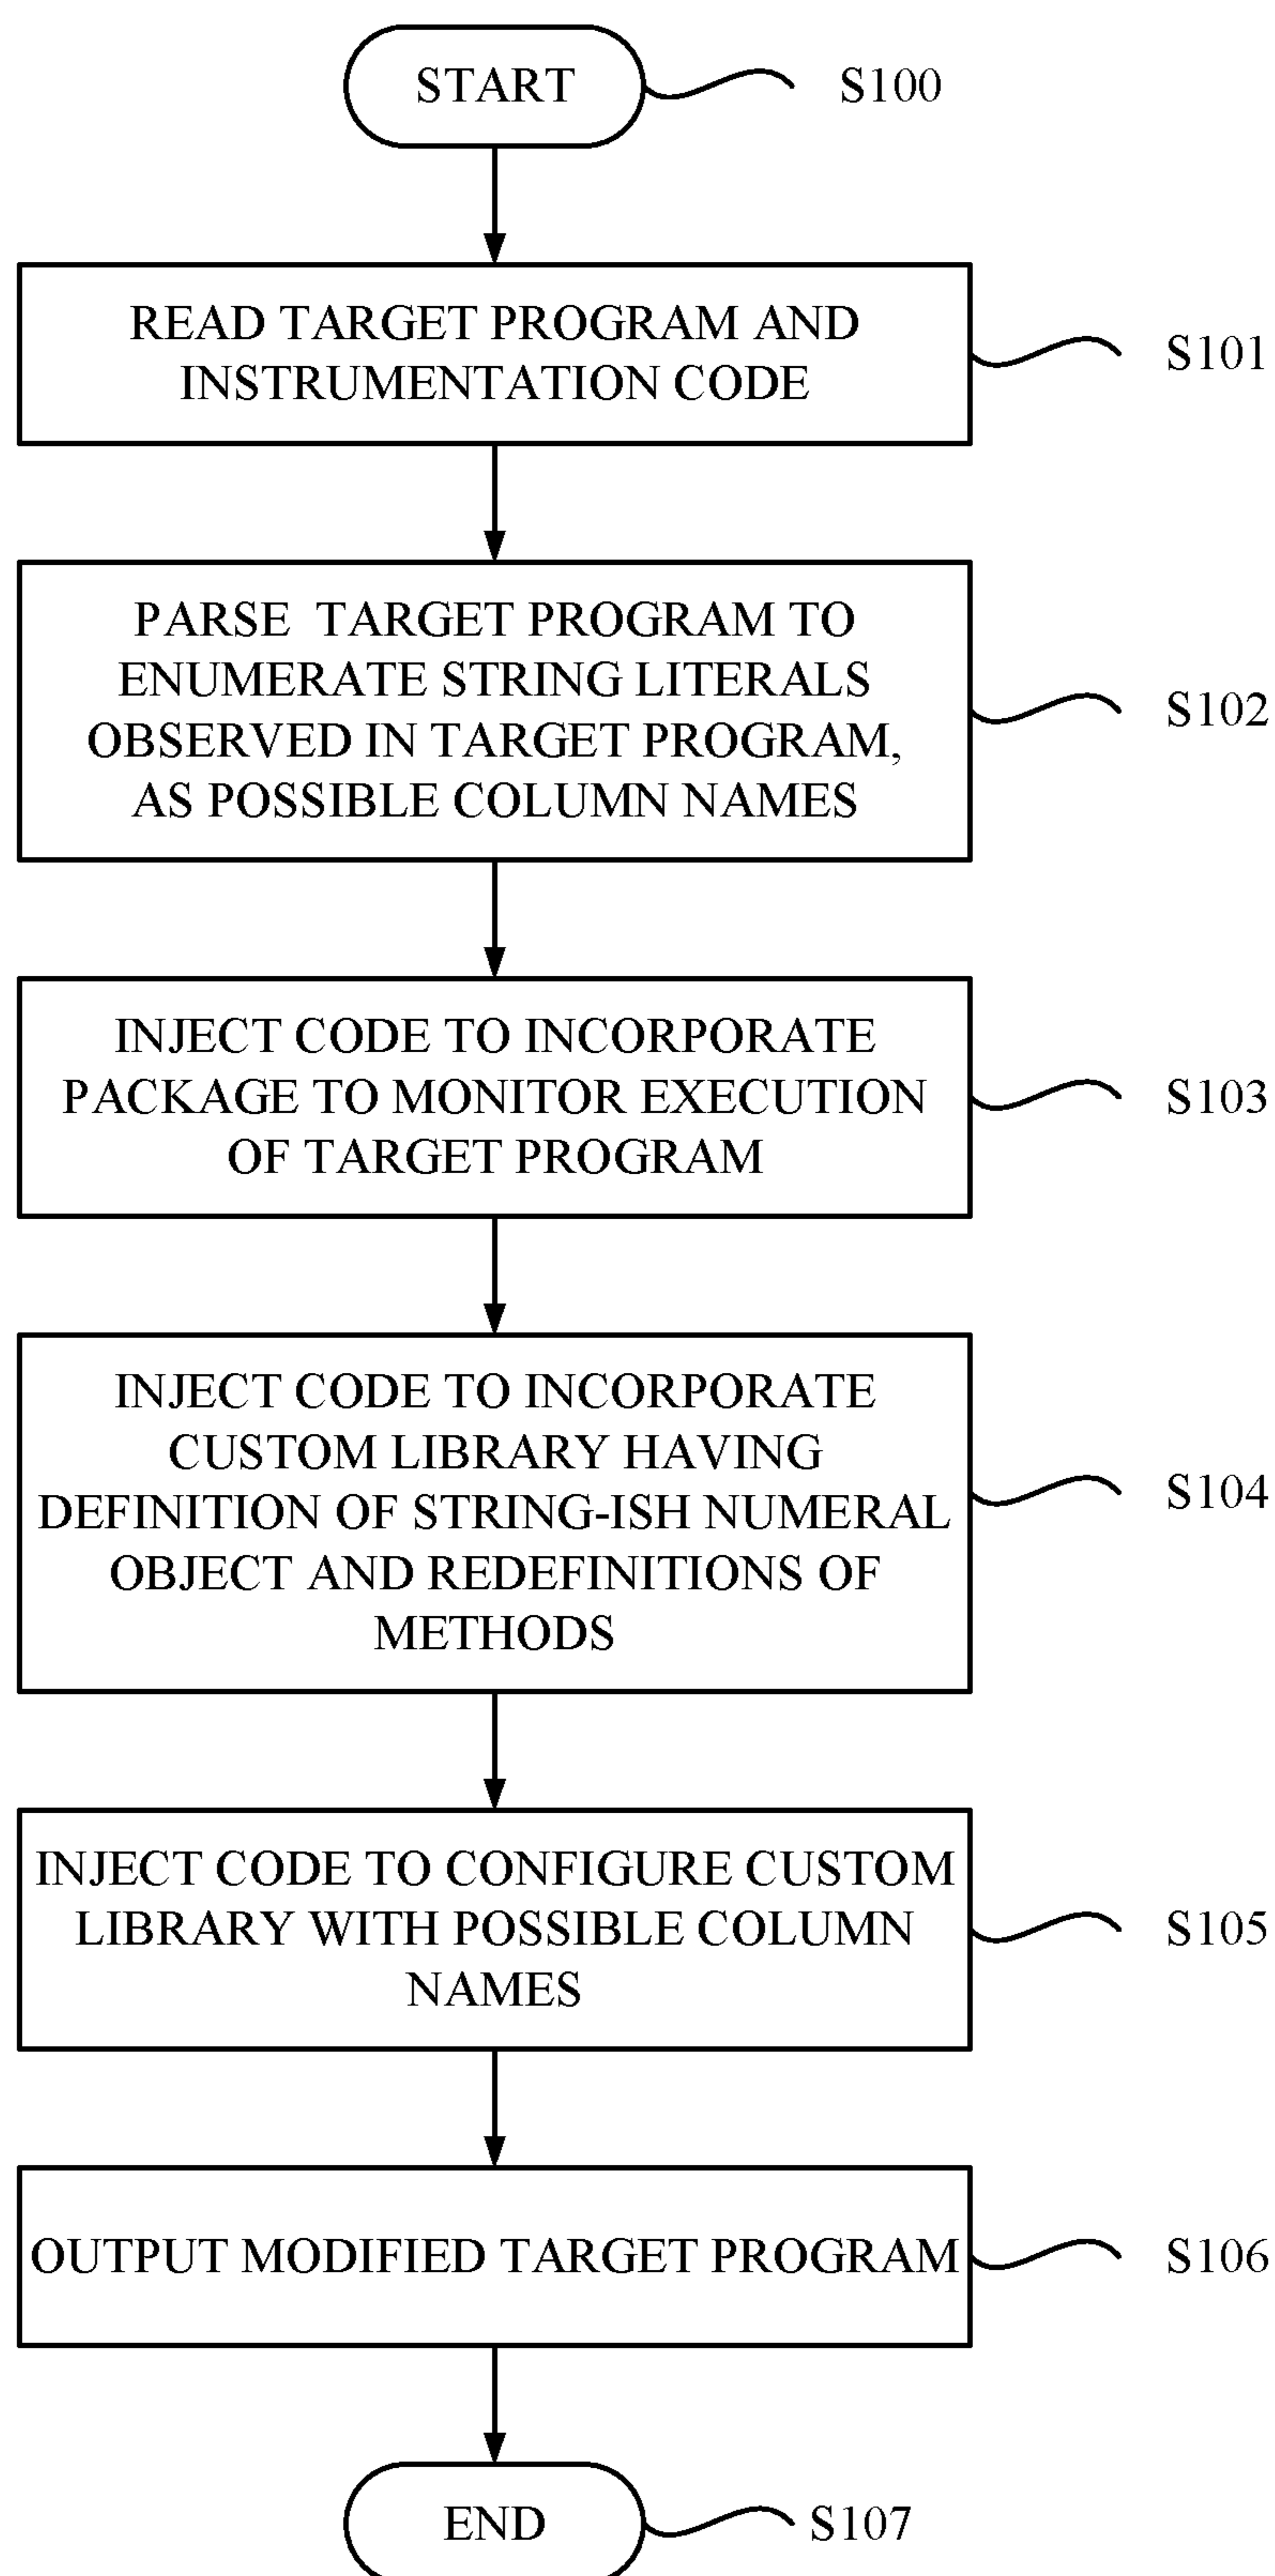 START
S100
READ TARGET PROGRAM AND
INSTRUMENTATION CODE
S101
PARSE TARGET PROGRAM TO
ENUMERATE STRING LITERALS
OBSERVED IN TARGET PROGRAM,
AS POSSIBLE COLUMN NAMES
S102
INJECT CODE TO INCORPORATE
PACKAGE TO MONITOR EXECUTION
OF TARGET PROGRAM
S103
INJECT CODE TO INCORPORATE
CUSTOM LIBRARY HAVING
DEFINITION OF STRING-ISH NUMERAL
OBJECT AND REDEFINITIONS OF
METHODS
S104
INJECT CODE TO CONFIGURE CUSTOM
LIBRARY WITH POSSIBLE COLUMN
NAMES
S105
OUTPUT MODIFIED TARGET PROGRAM
S106
END
S107